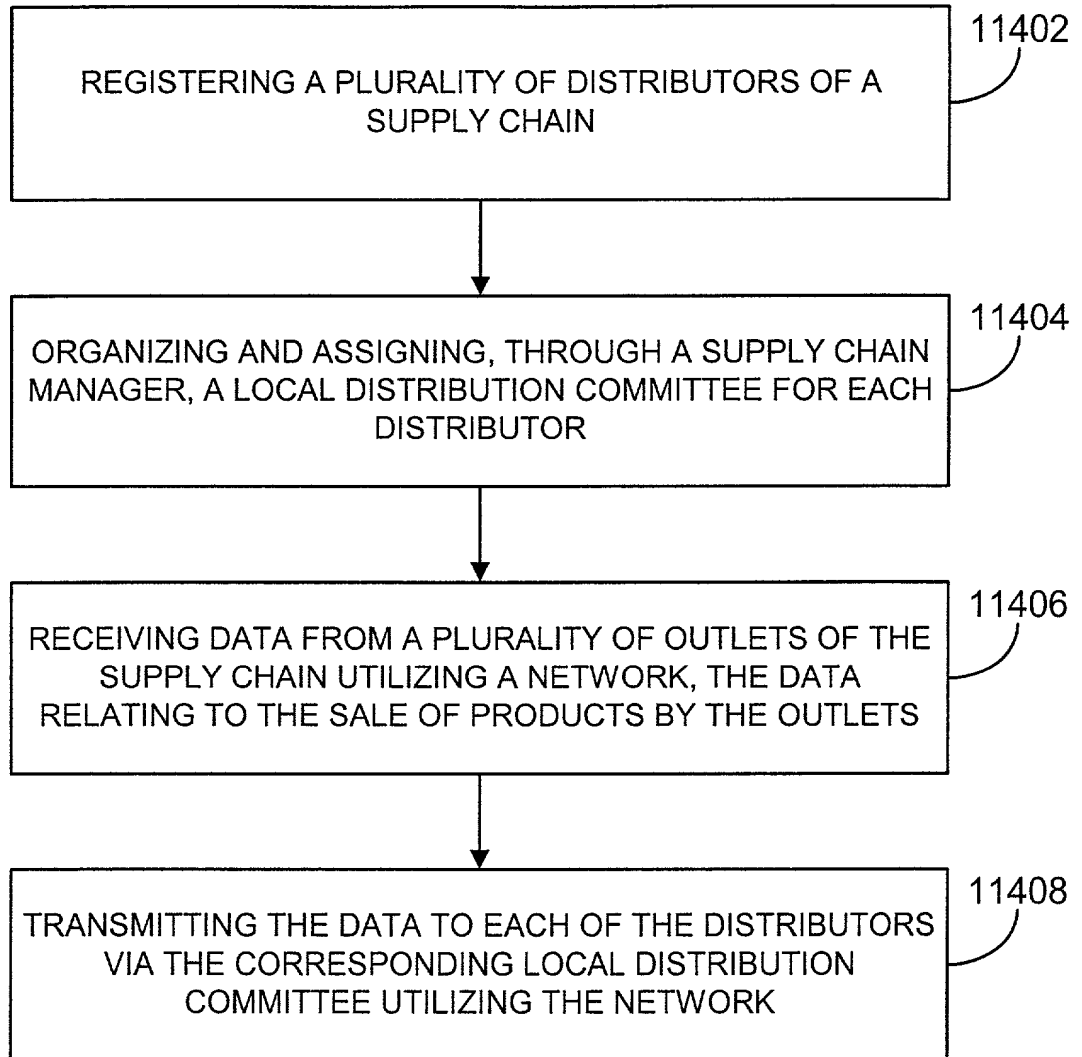 11402
REGISTERING A PLURALITY OF DISTRIBUTORS OF A
SUPPLY CHAIN
11404
ORGANIZING AND ASSIGNING, THROUGH A SUPPLY CHAIN
MANAGER, A LOCAL DISTRIBUTION COMMITTEE FOR EACH
DISTRIBUTOR
11406
RECEIVING DATA FROM A PLURALITY OF OUTLETS OF THE
SUPPLY CHAIN UTILIZING A NETWORK, THE DATA
RELATING TO THE SALE OF PRODUCTS BY THE OUTLETS
11408
TRANSMITTING THE DATA TO EACH OF THE DISTRIBUTORS
VIA THE CORRESPONDING LOCAL DISTRIBUTION
COMMITTEE UTILIZING THE NETWORK